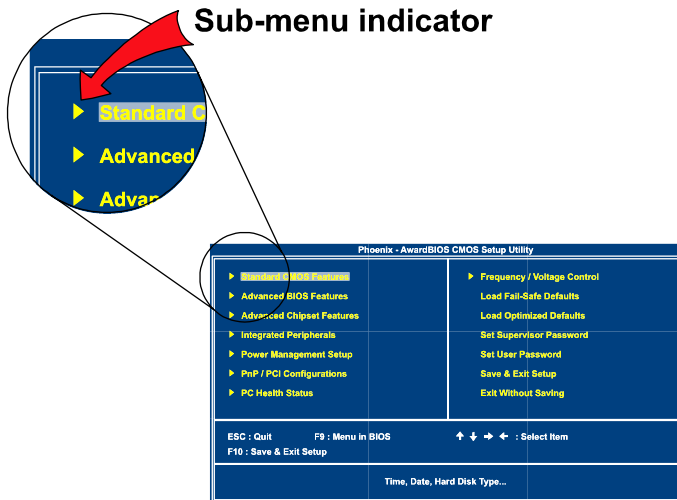 Sub-menu indicator
Standard C
Advanced
Advan
Phoenix - AwardBIOS CMOS Setup Utility
Standard CMOS Features
Advanced BIOS Features
Advanced Chipset Features
Integrated Peripherals
Power Management Setup
PnP / PCI Configurations
PC Health Status
Frequency / Voltage Control
Load Fail-Safe Defaults
Load Optimized Defaults
Set Supervisor Password
Set User Password
Save & Exit Setup
Exit Without Saving
ESC : Quit F9 : Menu in BIOS : Select Item
F10 : Save & Exit Setup
Time, Date, Hard Disk Type...